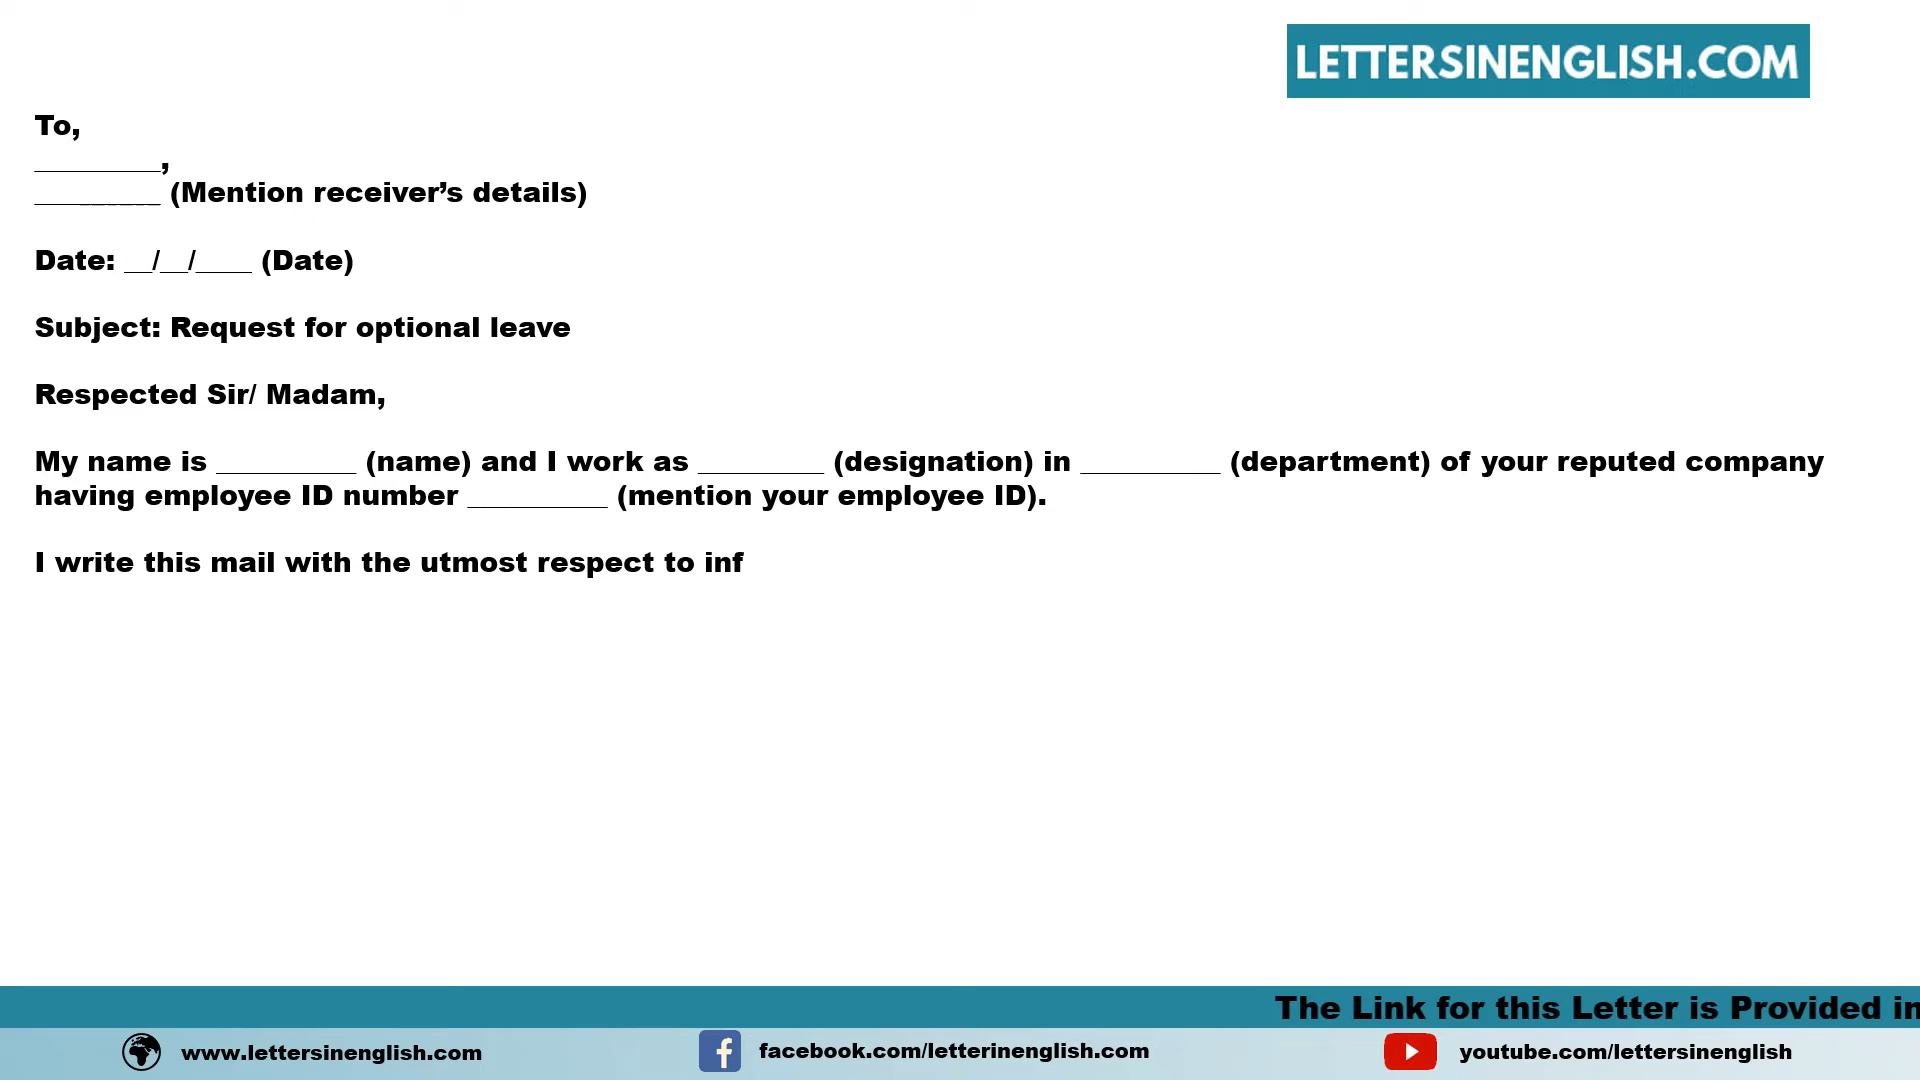 LETTERSINENGLISH.COM
To,
_________,
_________ (Mention receiver’s details)
Date: __/__/____ (Date)
Subject: Request for optional leave
Respected Sir/ Madam,
My name is __________ (name) and I work as _________ (designation) in __________ (department) of your reputed company
having employee ID number __________ (mention your employee ID).
I write this mail with the utmost respect to inf
The Link for this Letter is Provided in
www.lettersinenglish.com
facebook.com/letterinenglish.com
youtube.com/lettersinenglish